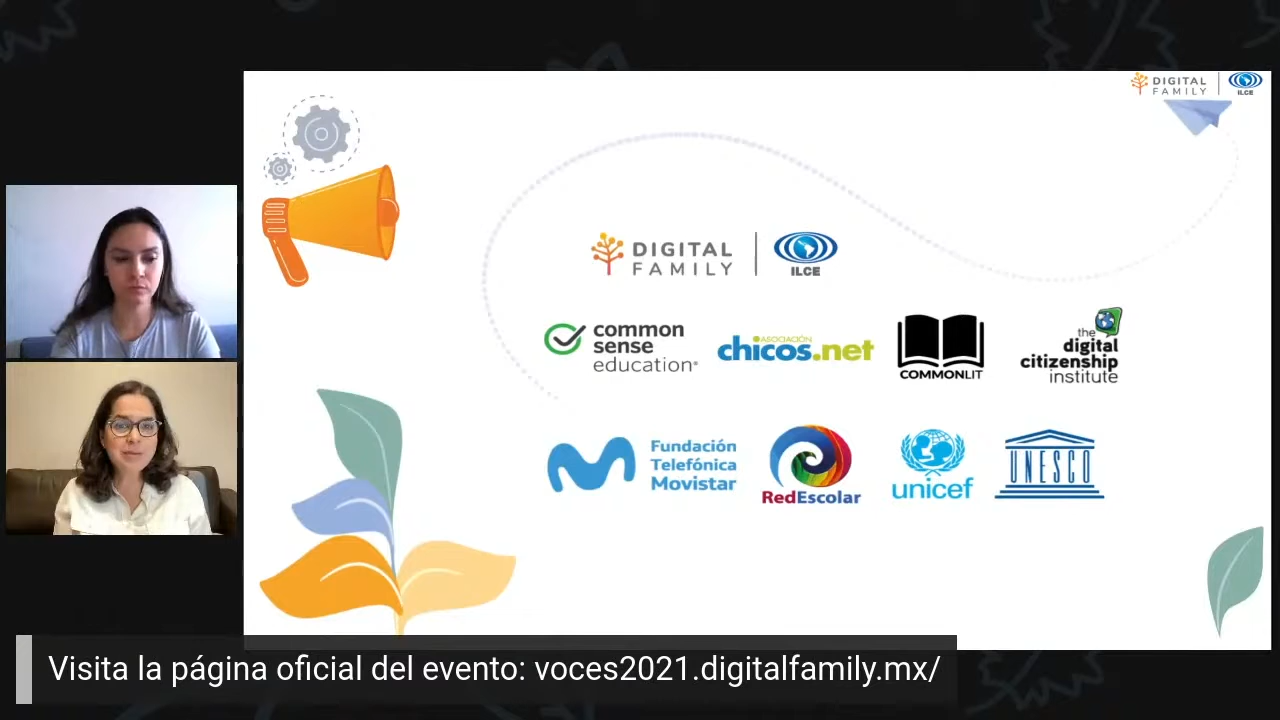 DIGITAL
FAMILY
ILCE
DIGITAL
FAMILY
ILCE
common
sense
education®
ASOCIACIÓN
chicos.net
COMMONLIT
the
digital
citizenship
institute
Fundación
Telefónica
Movistar
RedEscolar
unicef
UNESCO
Visita la página oficial del evento: voces2021.digitalfamily.mx/